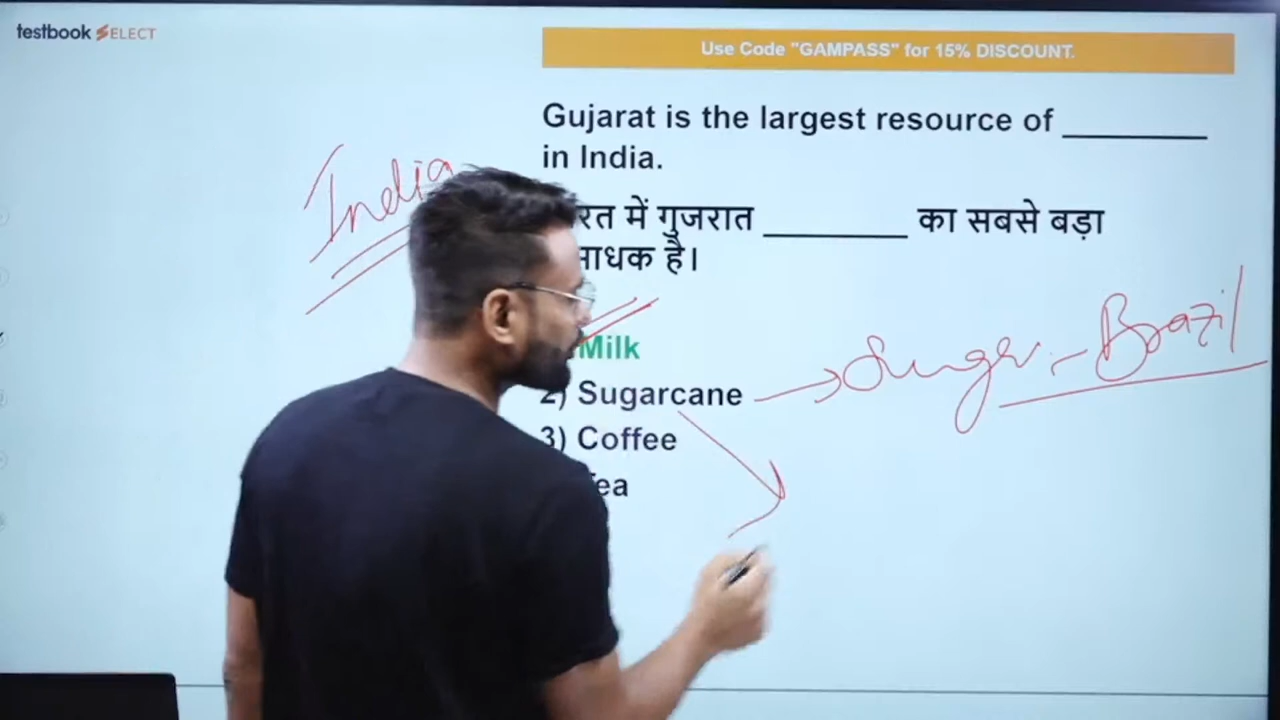 testbook SELECT
Use Code "GAMPASS" for 15% DISCOUNT.
Gujarat is the largest resource of ________
in India.
India
रत में गुजरात ________ का सबसे बड़ा
साधक है।
Milk
2) Sugarcane
Sugar - Brazil
3) Coffee
Tea